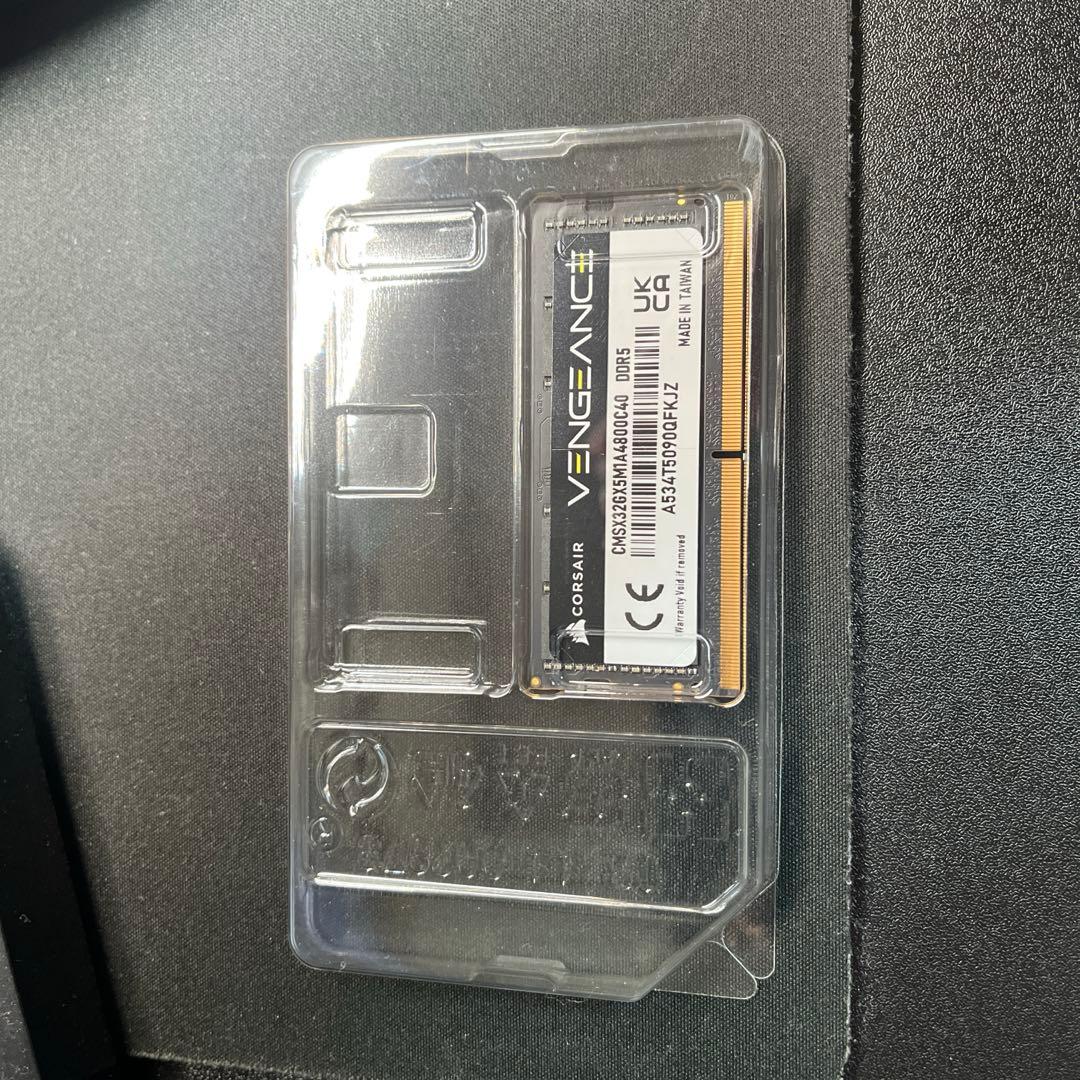 CORSAIR VENGEANCE
CMSX32GX5M1A4800C40 DDR5
A534T5090QFKJZ
CE
UK
CA
Warranty Void if removed
MADE IN TAIWAN